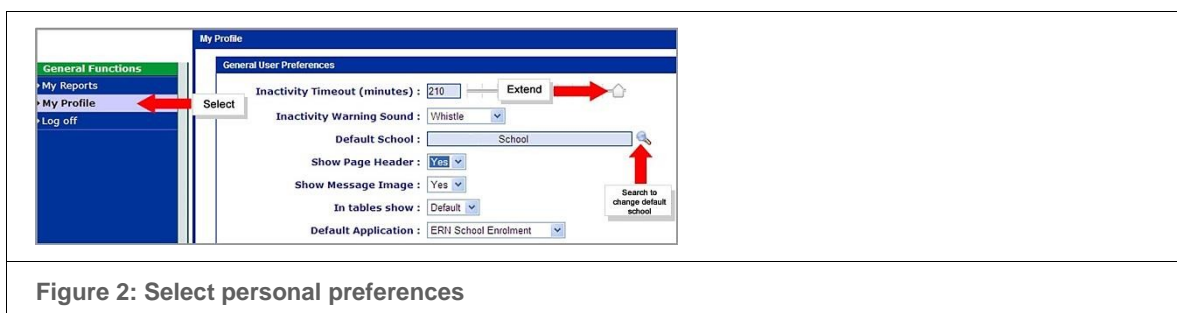 My Profile
General Functions
My Reports
My Profile
Log off
Select
General User Preferences
Inactivity Timeout (minutes) : 210
Extend
Inactivity Warning Sound : Whistle
Default School : School
Show Page Header : Yes
Show Message Image : Yes
In tables show : Default
Default Application : ERN School Enrolment
Search to
change default
school
Figure 2: Select personal preferences